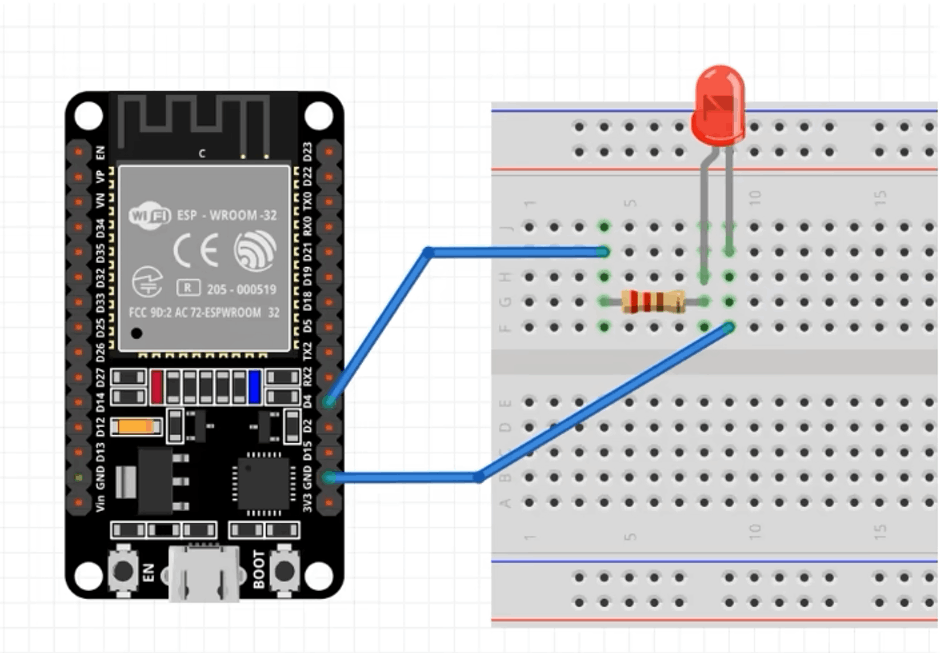 C
WiFi ESP - WROOM -32
CE
R 205 - 000519
FCC 9D:2 AC 72-ESPWROOM 32
EN
VP
VN
D34
D35
D32
D33
D25
D26
D27
D14
D12
D13
GND
Vin
D23
D22
TX0
RX0
D21
D19
D18
D5
TX2
RX2
D4
D2
D15
GND
3V3
EN
BOOT
1 5 10 15
J
H
G
F
E
D
B
A
1 5 10 15